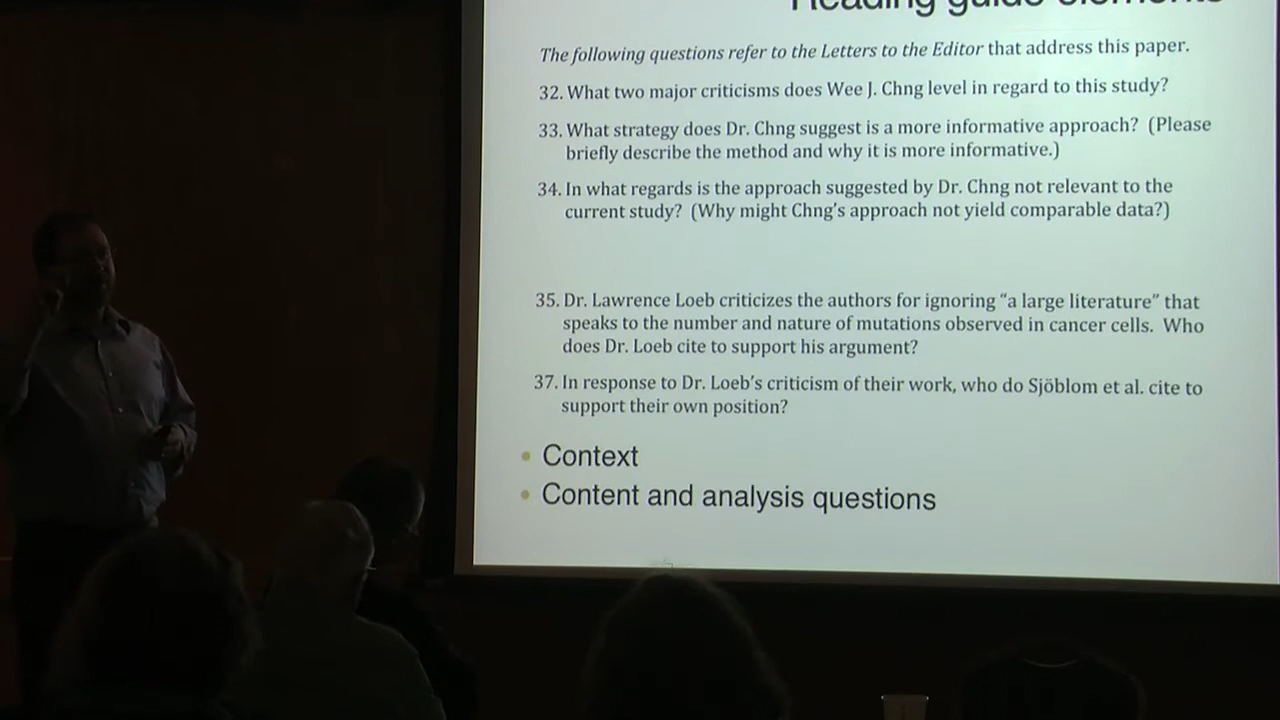 Reading guide elements
The following questions refer to the Letters to the Editor that address this paper.
32. What two major criticisms does Wee J. Chng level in regard to this study?
33. What strategy does Dr. Chng suggest is a more informative approach? (Please
briefly describe the method and why it is more informative.)
34. In what regards is the approach suggested by Dr. Chng not relevant to the
current study? (Why might Chng's approach not yield comparable data?)
35. Dr. Lawrence Loeb criticizes the authors for ignoring "a large literature" that
speaks to the number and nature of mutations observed in cancer cells. Who
does Dr. Loeb cite to support his argument?
37. In response to Dr. Loeb's criticism of their work, who do Sjöblom et al. cite to
support their own position?
• Context
• Content and analysis questions